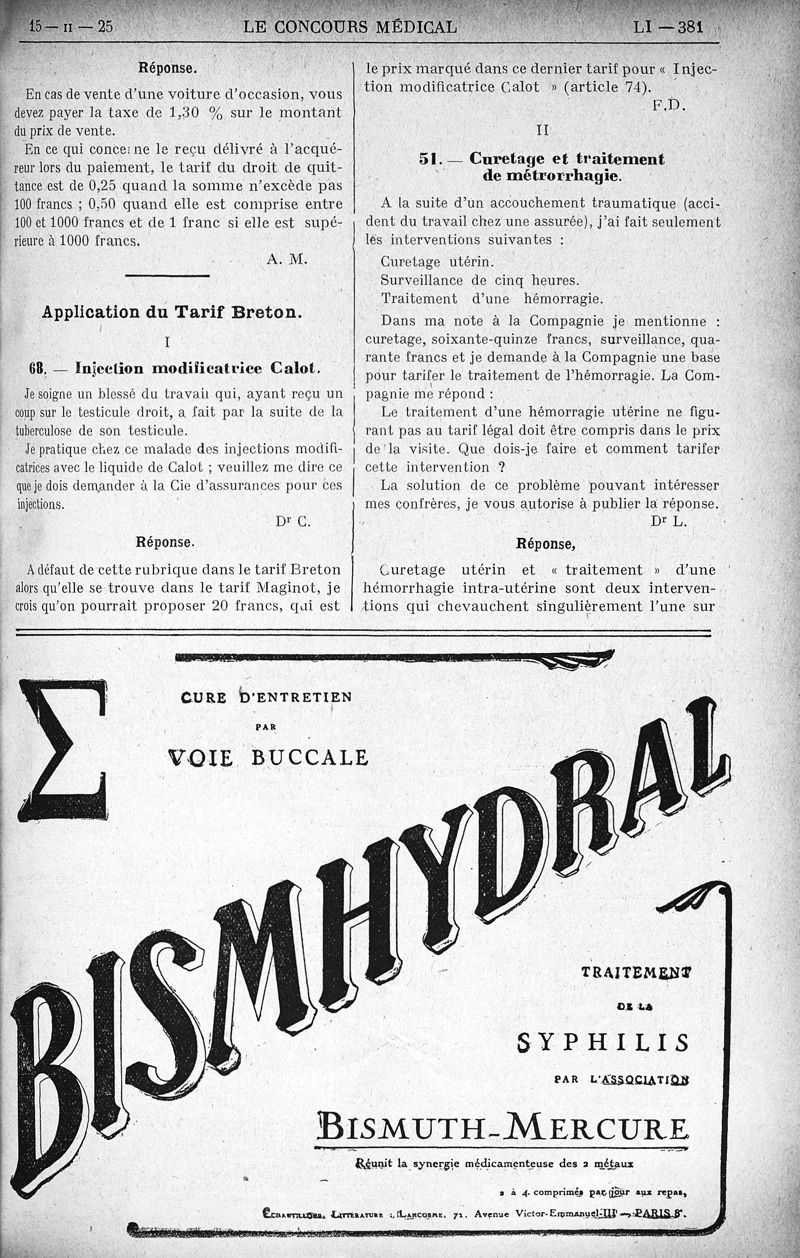 15 — II — 25
LE CONCOURS MÉDICAL
LI — 381
Réponse.
En cas de vente d'une voiture d'occasion, vous
devez payer la taxe de 1,30 % sur le montant
du prix de vente.
En ce qui concerne le reçu délivré à l'acqué-
reur lors du paiement, le tarif du droit de quit-
tance est de 0,25 quand la somme n'excède pas
100 francs ; 0,50 quand elle est comprise entre
100 et 1000 francs et de 1 franc si elle est supé-
rieure à 1000 francs.
A. M.
Application du Tarif Breton.
I
68. — Injection modificatrice Calot.
Je soigne un blessé du travail qui, ayant reçu un
coup sur le testicule droit, a fait par la suite de la
tuberculose de son testicule.
Je pratique chez ce malade des injections modifi-
catrices avec le liquide de Calot ; veuillez me dire ce
que je dois demander à la Cie d'assurances pour ces
injections.
Dr C.
Réponse.
A défaut de cette rubrique dans le tarif Breton
alors qu'elle se trouve dans le tarif Maginot, je
crois qu'on pourrait proposer 20 francs, qui est
le prix marqué dans ce dernier tarif pour « Injec-
tion modificatrice Calot » (article 74).
F.D.
II
51. — Curetage et traitement
de métrorrhagie.
A la suite d'un accouchement traumatique (acci-
dent du travail chez une assurée), j'ai fait seulement
les interventions suivantes :
Curetage utérin.
Surveillance de cinq heures.
Traitement d'une hémorragie.
Dans ma note à la Compagnie je mentionne :
curetage, soixante-quinze francs, surveillance, qua-
rante francs et je demande à la Compagnie une base
pour tarifer le traitement de l'hémorragie. La Com-
pagnie me répond :
Le traitement d'une hémorragie utérine ne figu-
rant pas au tarif légal doit être compris dans le prix
de la visite. Que dois-je faire et comment tarifer
cette intervention ?
La solution de ce problème pouvant intéresser
mes confrères, je vous autorise à publier la réponse.
Dr L.
Réponse,
Curetage utérin et « traitement » d'une
hémorrhagie intra-utérine sont deux interven-
tions qui chevauchent singulièrement l'une sur
Σ
CURE D'ENTRETIEN
PAR
VOIE BUCCALE
BISMHYDRAL
TRAITEMENT
DE LA
SYPHILIS
PAR L'ASSOCIATION
BISMUTH-MERCURE
Réunit la synergie médicamenteuse des 2 métaux
2 à 4 comprimés par jour aux repas,
ÉCHANTILLONS, LITTÉRATURE : LANCOSME, 71, Avenue Victor-Emmanuel-III — PARIS 8e.